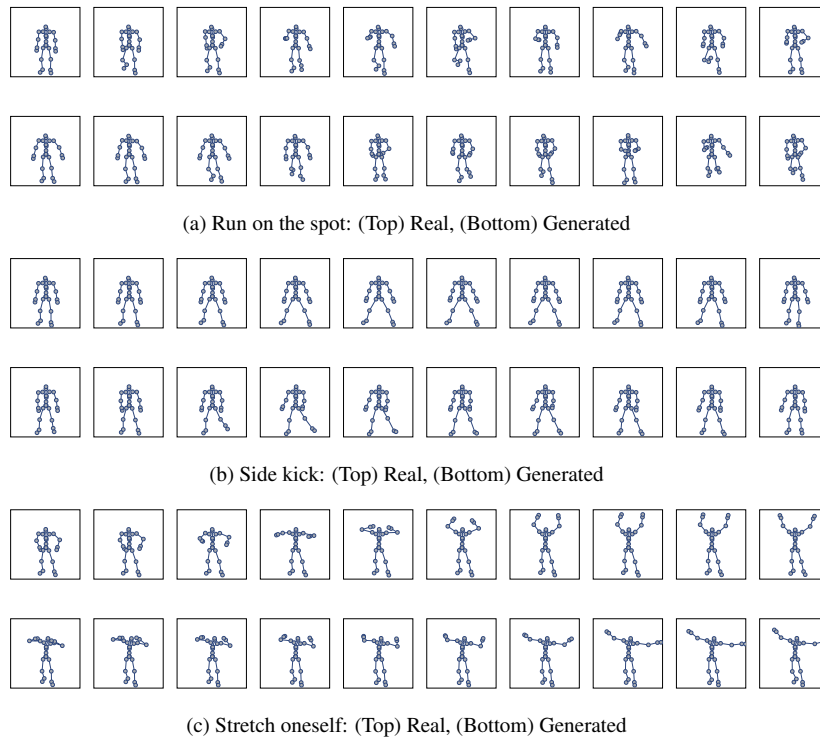 (a) Run on the spot: (Top) Real, (Bottom) Generated
(b) Side kick: (Top) Real, (Bottom) Generated
(c) Stretch oneself: (Top) Real, (Bottom) Generated